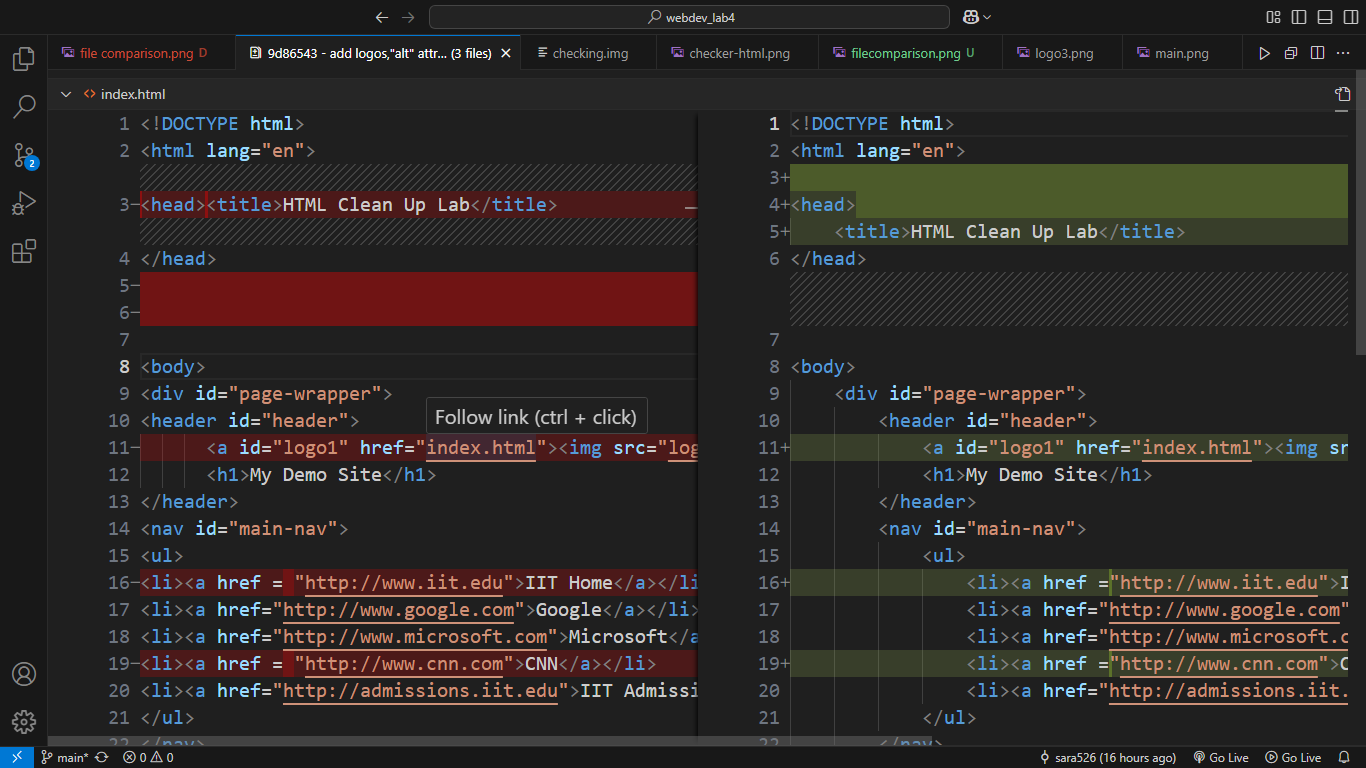 webdev_lab4
file comparison.png D
9d86543 - add logos,"alt" attr... (3 files)
checking.img
checker-html.png
filecomparison.png U
logo3.png
main.png
index.html
1 <!DOCTYPE html>
2 <html lang="en">
3 <head><title>HTML Clean Up Lab</title>
4 </head>
5
6
7
8 <body>
9 <div id="page-wrapper">
10 <header id="header">
Follow link (ctrl + click)
11 <a id="logo1" href="index.html"><img src="log
12 <h1>My Demo Site</h1>
13 </header>
14 <nav id="main-nav">
15 <ul>
16 <li><a href = "http://www.iit.edu">IIT Home</a></li
17 <li><a href="http://www.google.com">Google</a></li>
18 <li><a href="http://www.microsoft.com">Microsoft</a
19 <li><a href = "http://www.cnn.com">CNN</a></li>
20 <li><a href="http://admissions.iit.edu">IIT Admissi
21 </ul>
22 </nav>
1 <!DOCTYPE html>
2 <html lang="en">
3+
4+ <head>
5+ <title>HTML Clean Up Lab</title>
6 </head>
7
8 <body>
9 <div id="page-wrapper">
10 <header id="header">
11+ <a id="logo1" href="index.html"><img sr
12 <h1>My Demo Site</h1>
13 </header>
14 <nav id="main-nav">
15 <ul>
16+ <li><a href ="http://www.iit.edu">I
17 <li><a href="http://www.google.com"
18 <li><a href="http://www.microsoft.c
19+ <li><a href ="http://www.cnn.com">C
20 <li><a href="http://admissions.iit.
21 </ul>
22 </nav>
2
main*
0
0
sara526 (16 hours ago)
Go Live
Go Live